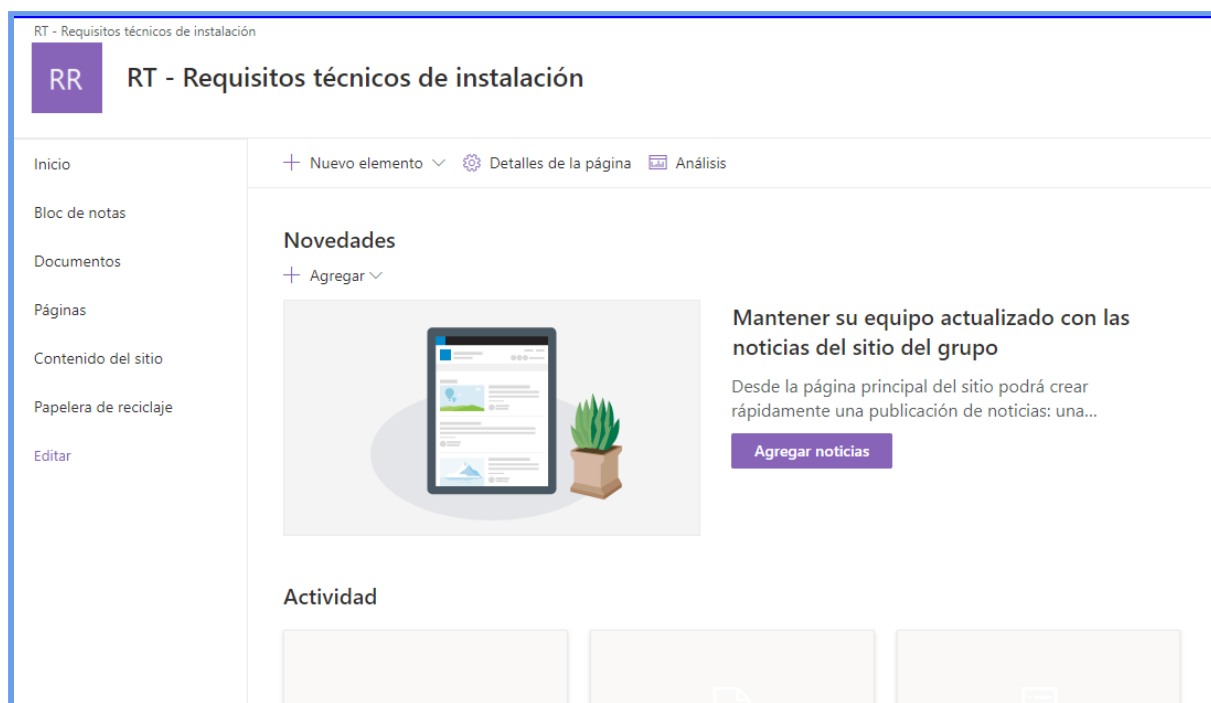 RT - Requisitos técnicos de instalación
RR
RT - Requisitos técnicos de instalación
Inicio
Bloc de notas
Documentos
Páginas
Contenido del sitio
Papelera de reciclaje
Editar
Nuevo elemento
Detalles de la página
Análisis
Novedades
Agregar
Mantener su equipo actualizado con las
noticias del sitio del grupo
Desde la página principal del sitio podrá crear
rápidamente una publicación de noticias: una...
Agregar noticias
Actividad